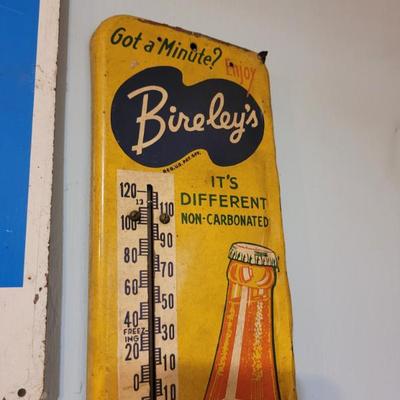 Got a Minute?
Enjoy
Bireley's
REG. U.S. PAT. OFF.
IT'S
DIFFERENT
NON-CARBONATED
120
110
100
90
80
70
60
50
40
30
FREEZ-
ING
20
10
0
10